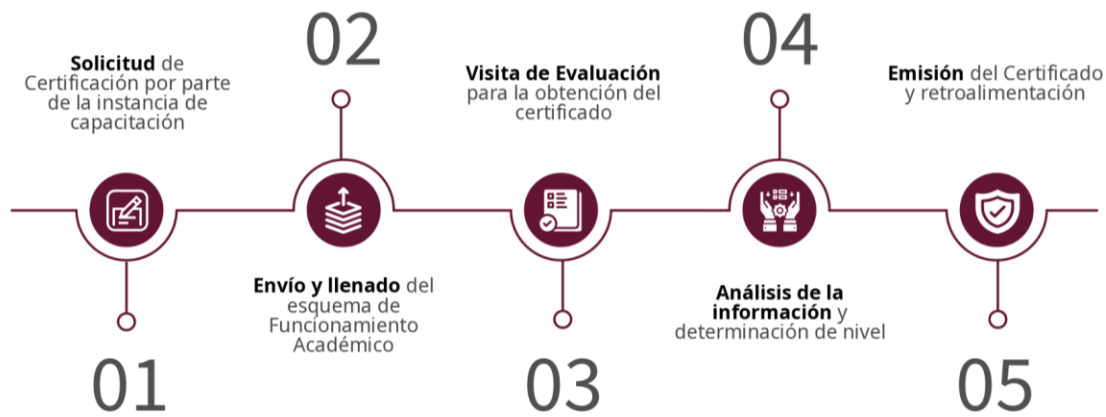 01
Solicitud de
Certificación por parte
de la instancia de
capacitación
02
Envío y llenado del
esquema de
Funcionamiento
Académico
03
Visita de Evaluación
para la obtención del
certificado
04
Análisis de la
información y
determinación de nivel
05
Emisión del Certificado
y retroalimentación